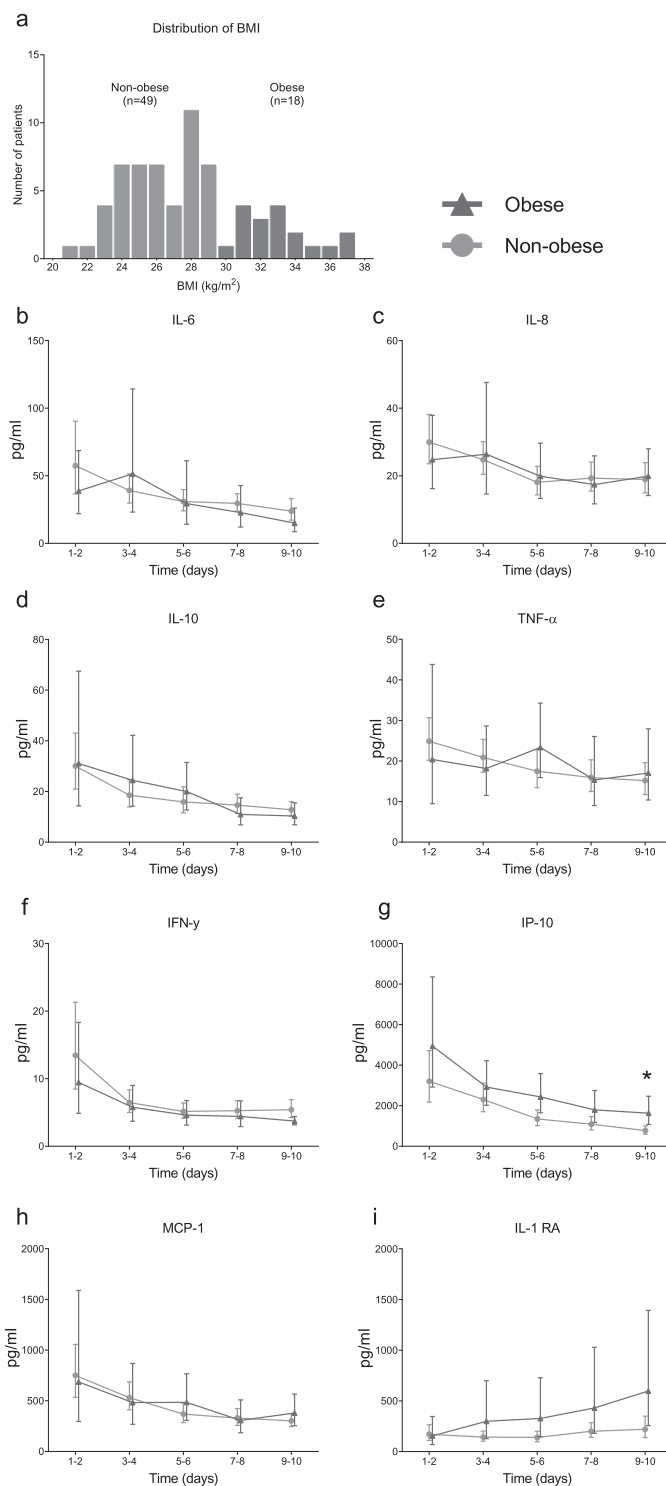 a
Distribution of BMI
15
10
5
0
Number of patients
Non-obese
(n=49)
Obese
(n=18)
20 22 24 26 28 30 32 34 36 38
BMI (kg/m²)
Obese
Non-obese
b
IL-6
150
100
50
0
pg/ml
1-2 3-4 5-6 7-8 9-10
Time (days)
c
IL-8
60
40
20
0
pg/ml
1-2 3-4 5-6 7-8 9-10
Time (days)
d
IL-10
80
60
40
20
0
pg/ml
1-2 3-4 5-6 7-8 9-10
Time (days)
e
TNF-α
50
40
30
20
10
0
pg/ml
1-2 3-4 5-6 7-8 9-10
Time (days)
f
IFN-y
30
20
10
0
pg/ml
1-2 3-4 5-6 7-8 9-10
Time (days)
g
IP-10
10000
8000
6000
4000
2000
0
pg/ml
*
1-2 3-4 5-6 7-8 9-10
Time (days)
h
MCP-1
2000
1500
1000
500
0
pg/ml
1-2 3-4 5-6 7-8 9-10
Time (days)
i
IL-1 RA
2000
1500
1000
500
0
pg/ml
1-2 3-4 5-6 7-8 9-10
Time (days)